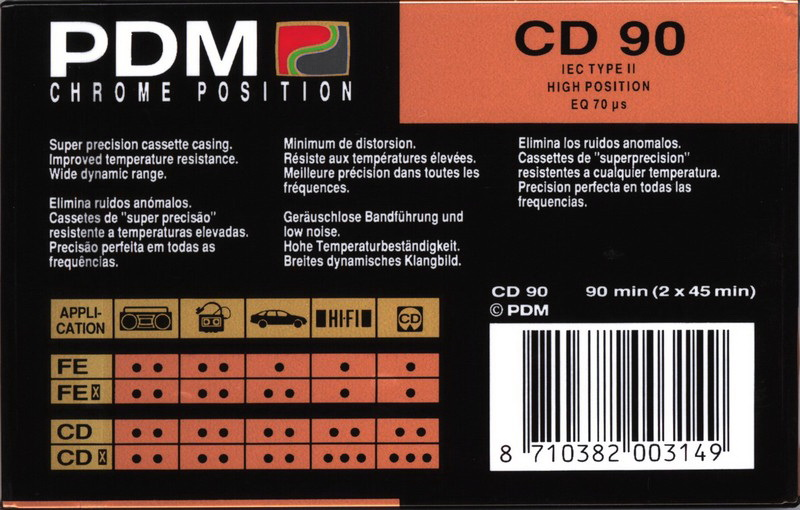 PDM
CHROME POSITION
CD 90
IEC TYPE II
HIGH POSITION
EQ 70 µs
Super precision cassette casing.
Improved temperature resistance.
Wide dynamic range.
Elimina ruidos anómalos.
Cassetes de "super precisão"
resistente a temperaturas elevadas.
Precisão perfeita em todas as
frequências.
Minimum de distorsion.
Résiste aux températures élevées.
Meilleure précision dans toutes les
fréquences.
Geräuschlose Bandführung und
low noise.
Hohe Temperaturbeständigkeit.
Breites dynamisches Klangbild.
Elimina los ruidos anomalos.
Cassettes de "superprecision"
resistentes a cualquier temperatura.
Precision perfecta en todas las
frequencias.
APPLI-
CATION
HI-FI
CD
FE
FE X
CD
CD X
CD 90 90 min (2 x 45 min)
© PDM
8 710382 003149